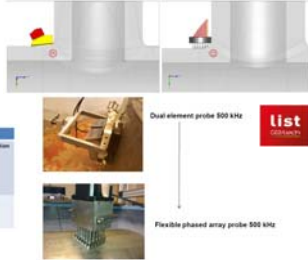 Dual element probe 500 kHz
list
Flexible phased array probe 500 kHz